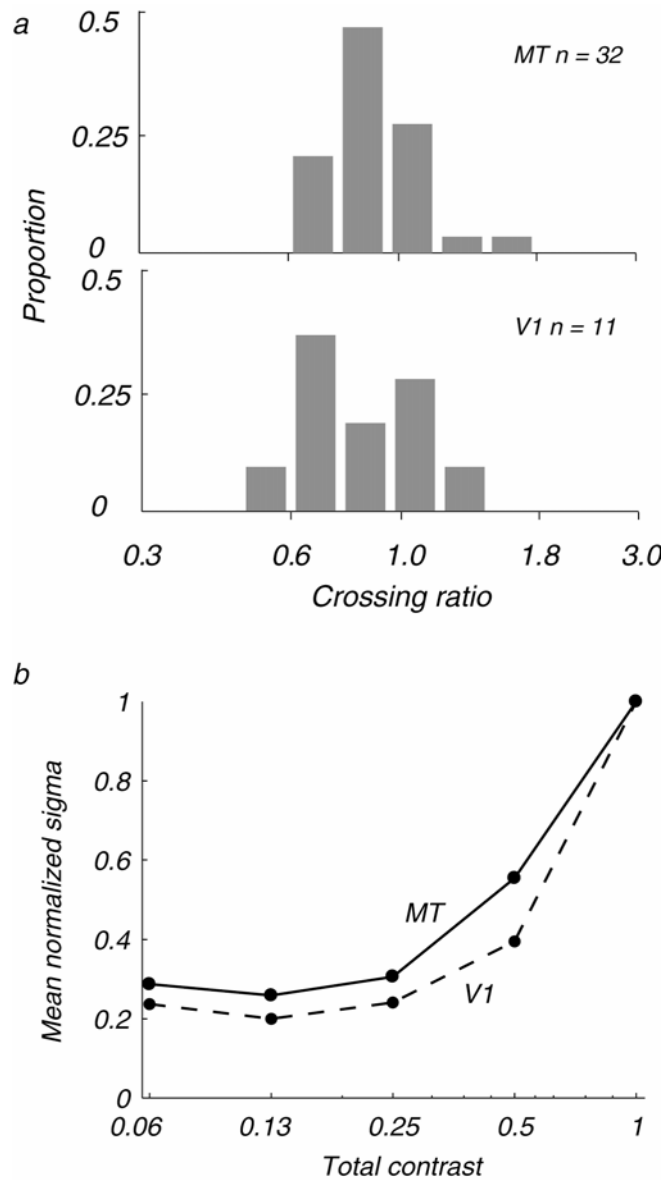 a
0.5
MT n = 32
0.25
0
Proportion
0.5
V1 n = 11
0.25
0
0.3 0.6 1.0 1.8 3.0
Crossing ratio
b
1
0.8
0.6
0.4
0.2
0
Mean normalized sigma
MT
V1
0.06 0.13 0.25 0.5 1
Total contrast